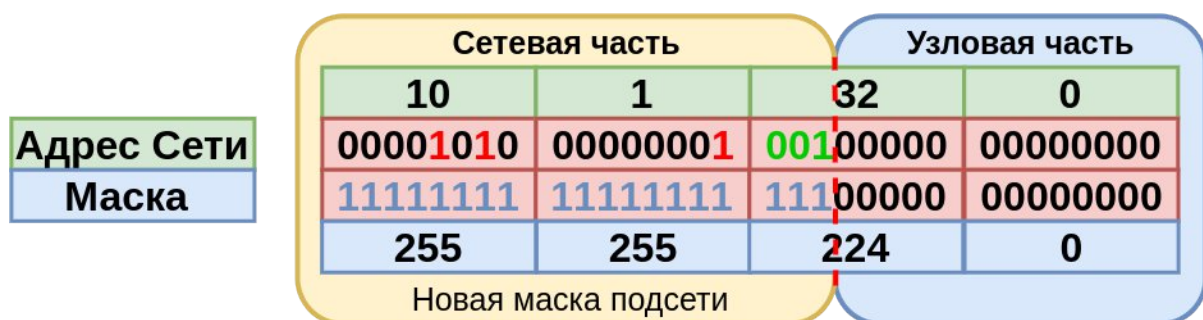 Сетевая часть Узловая часть
10 1 32 0
Адрес Сети 00001010 00000001 00100000 00000000
Маска 11111111 11111111 11100000 00000000
255 255 224 0
Новая маска подсети